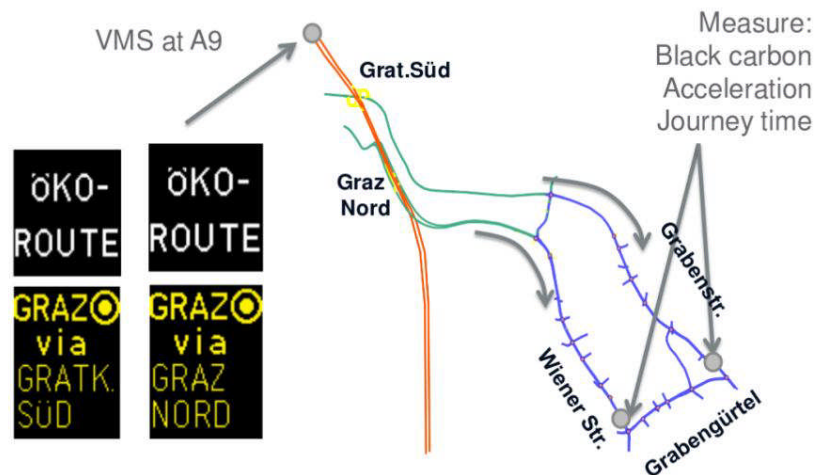 VMS at A9
Measure:
Black carbon
Acceleration
Journey time
Grat.Süd
Graz
Nord
ÖKO-
ROUTE
ÖKO-
ROUTE
GRAZ
via
GRATK.
SÜD
GRAZ
via
GRAZ
NORD
Grabenstr.
Wiener Str.
Grabengürtel